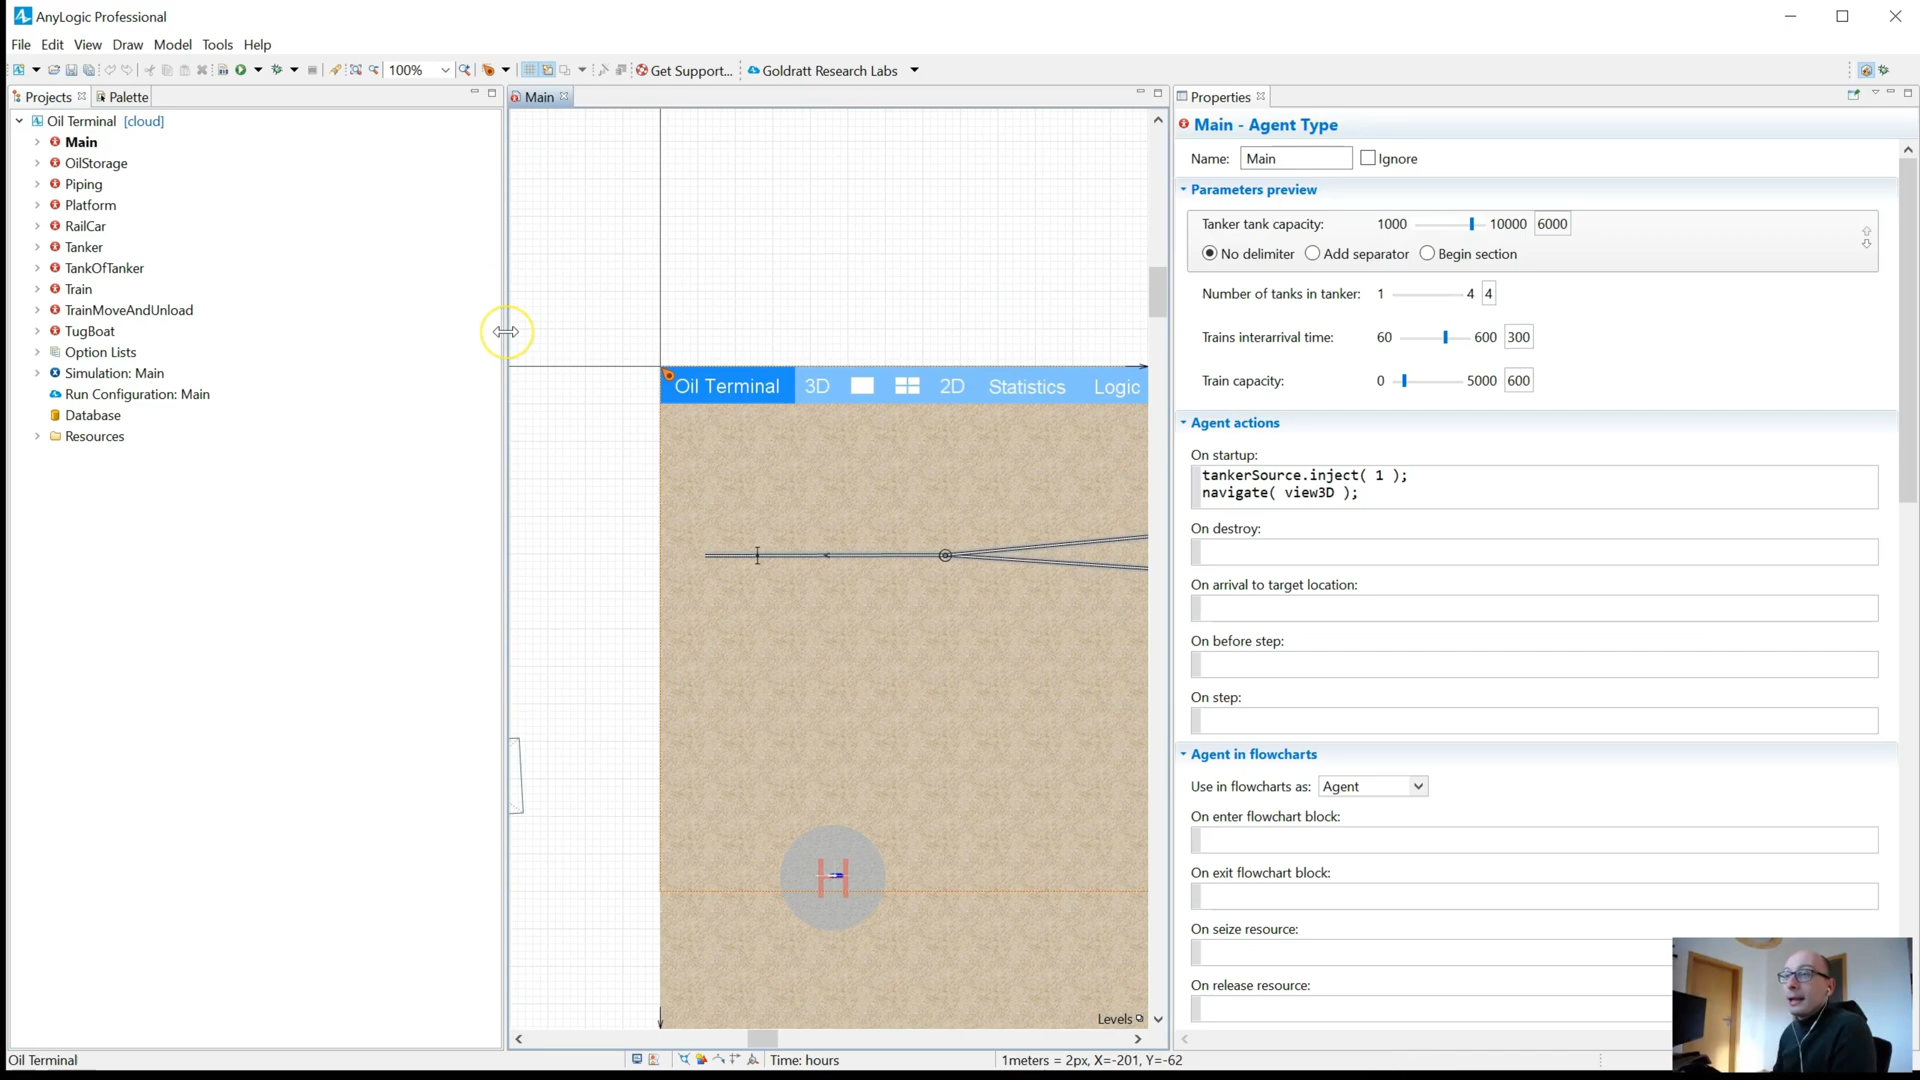 AnyLogic Professional
File Edit View Draw Model Tools Help
100% Get Support... Goldratt Research Labs
Projects Palette
Main
Properties
Oil Terminal [cloud]
Main
OilStorage
Piping
Platform
RailCar
Tanker
TankOfTanker
Train
TrainMoveAndUnload
TugBoat
Option Lists
Simulation: Main
Run Configuration: Main
Database
Resources
Oil Terminal 3D 2D Statistics Logic
H
Levels
Main - Agent Type
Name: Main Ignore
Parameters preview
Tanker tank capacity: 1000 10000 6000
No delimiter Add separator Begin section
Number of tanks in tanker: 1 4 4
Trains interarrival time: 60 600 300
Train capacity: 0 5000 600
Agent actions
On startup:
tankerSource.inject( 1 );
navigate( view3D );
On destroy:
On arrival to target location:
On before step:
On step:
Agent in flowcharts
Use in flowcharts as: Agent
On enter flowchart block:
On exit flowchart block:
On seize resource:
On release resource:
Oil Terminal
Time: hours
1meters = 2px, X=-201, Y=-62